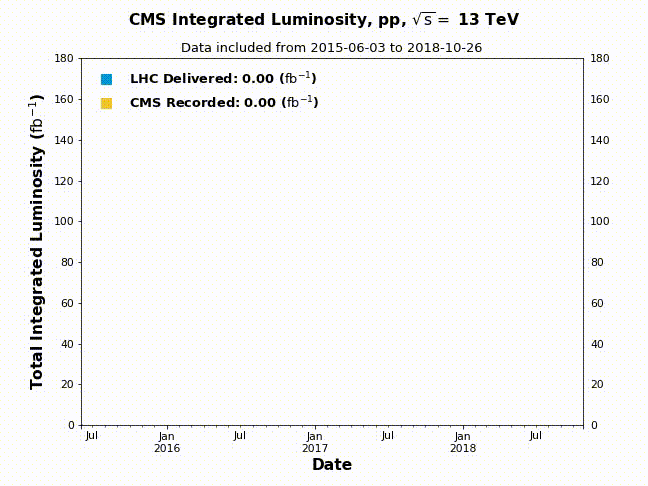 CMS Integrated Luminosity, pp, √s = 13 TeV
Data included from 2015-06-03 to 2018-10-26
LHC Delivered: 0.00 (fb⁻¹)
CMS Recorded: 0.00 (fb⁻¹)
Total Integrated Luminosity (fb⁻¹)
180 180
160 160
140 140
120 120
100 100
80 80
60 60
40 40
20 20
0 0
Jul Jan Jul Jan Jul Jan Jul
2016 2017 2018
Date